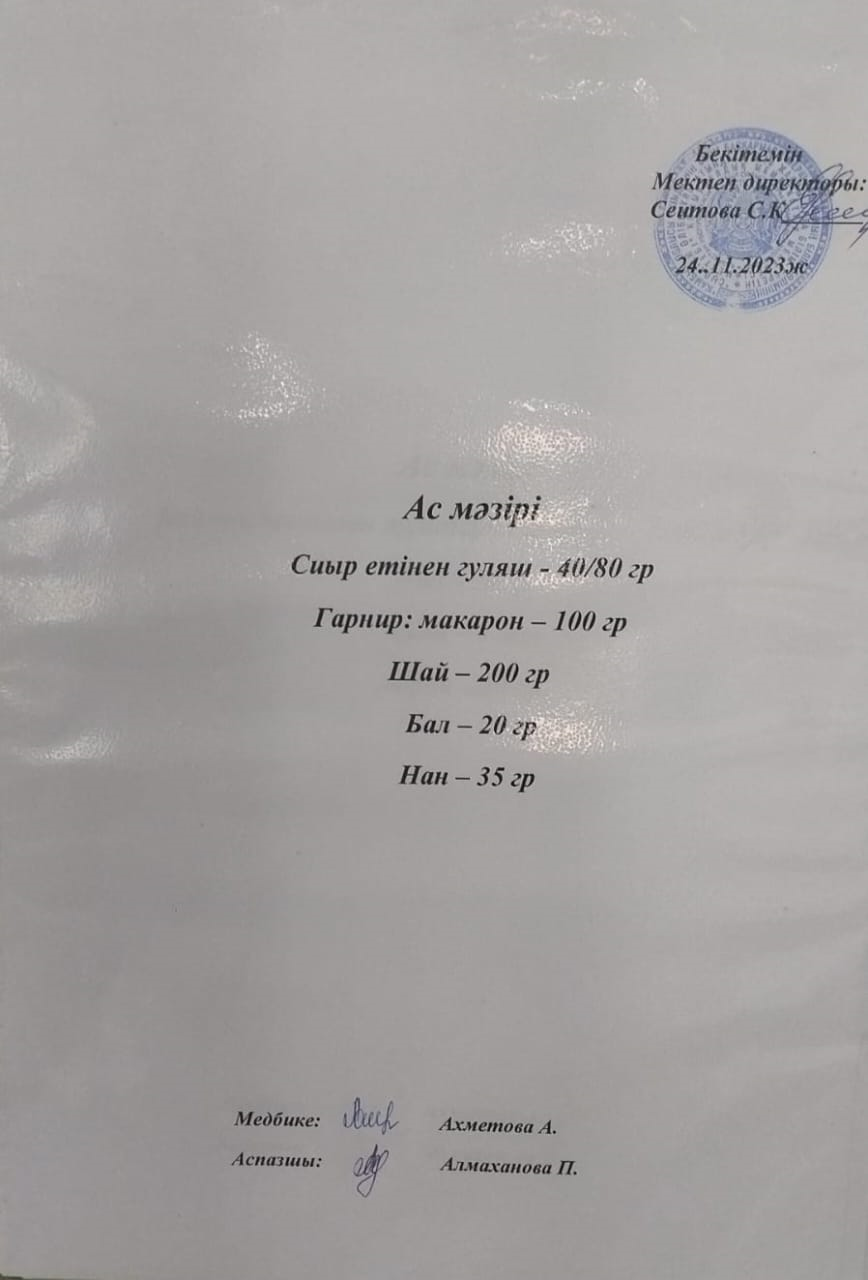 Бекітемін
Мектеп директоры:
Сеитова С.К
24..11.2023ж
Ас мәзірі
Сиыр етінен гуляш - 40/80 гр
Гарнир: макарон – 100 гр
Шай – 200 гр
Бал – 20 гр
Нан – 35 гр
Медбике: Ахметова А.
Аспазшы: Алмаханова П.